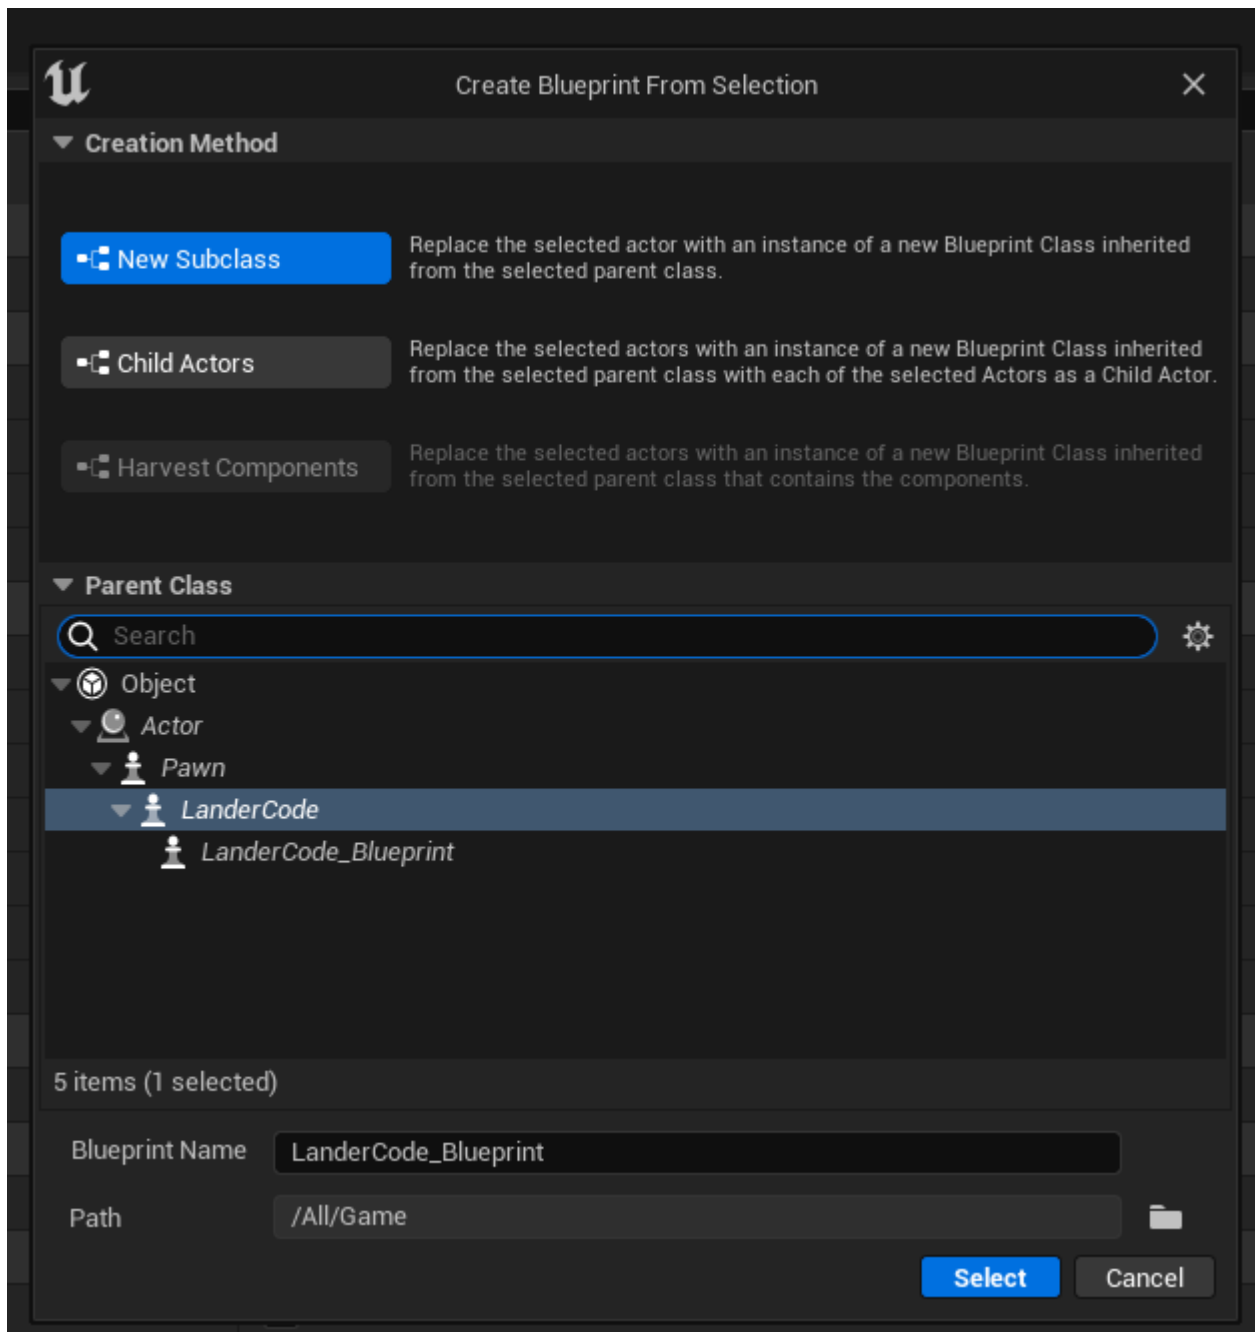 Create Blueprint From Selection
Creation Method
New Subclass
Replace the selected actor with an instance of a new Blueprint Class inherited
from the selected parent class.
Child Actors
Replace the selected actors with an instance of a new Blueprint Class inherited
from the selected parent class with each of the selected Actors as a Child Actor.
Harvest Components
Replace the selected actors with an instance of a new Blueprint Class inherited
from the selected parent class that contains the components.
Parent Class
Search
Object
Actor
Pawn
LanderCode
LanderCode_Blueprint
5 items (1 selected)
Blueprint Name
LanderCode_Blueprint
Path
/All/Game
Select
Cancel